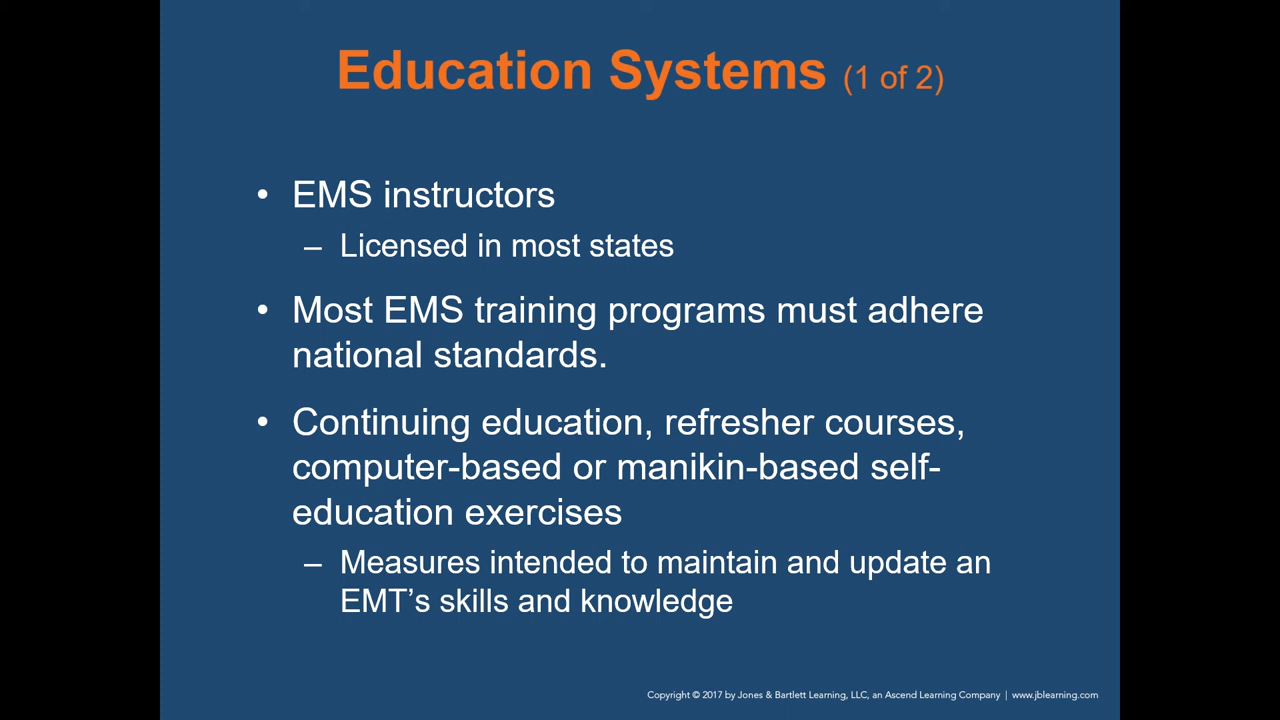 Education Systems (1 of 2)
• EMS instructors
– Licensed in most states
• Most EMS training programs must adhere
national standards.
• Continuing education, refresher courses,
computer-based or manikin-based self-
education exercises
– Measures intended to maintain and update an
EMT’s skills and knowledge
Copyright © 2017 by Jones & Bartlett Learning, LLC, an Ascend Learning Company | www.jblearning.com